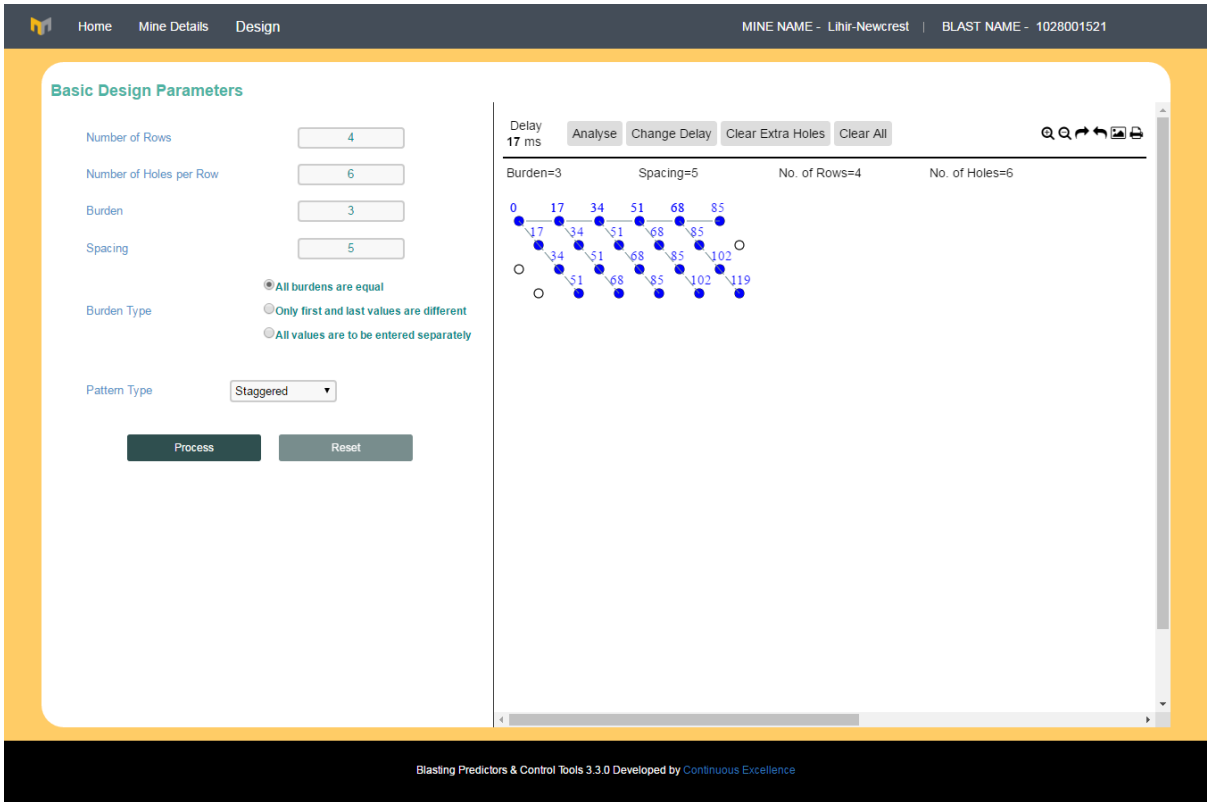 Home Mine Details Design MINE NAME - Lihir-Newcrest | BLAST NAME - 1028001521
Basic Design Parameters
Number of Rows 4
Number of Holes per Row 6
Burden 3
Spacing 5
Burden Type
All burdens are equal
Only first and last values are different
All values are to be entered separately
Pattern Type Staggered
Process Reset
Delay
17 ms
Analyse Change Delay Clear Extra Holes Clear All
Burden=3 Spacing=5 No. of Rows=4 No. of Holes=6
0 17 34 51 68 85
17 34 51 68 85
34 51 68 85 102
51 68 85 102 119
Blasting Predictors & Control Tools 3.3.0 Developed by Continuous Excellence